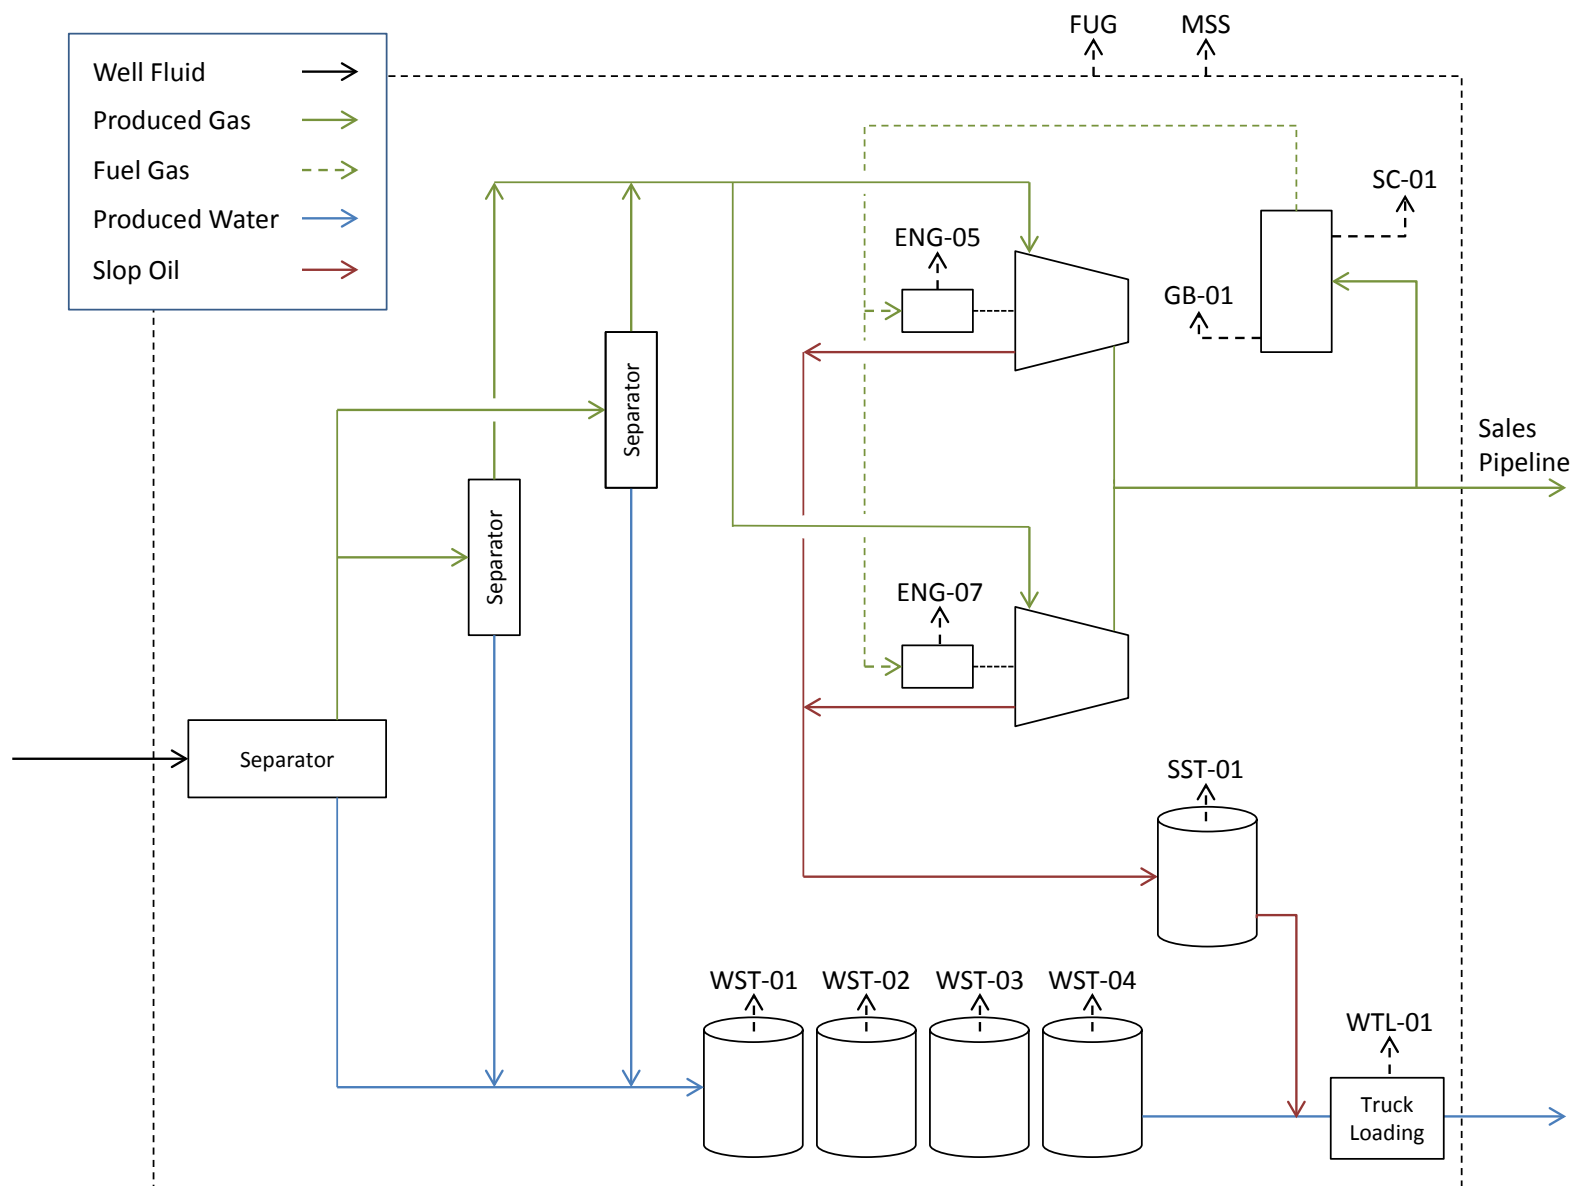 FUG
MSS
Well Fluid
Produced Gas
Fuel Gas
Produced Water
Slop Oil
SC-01
ENG-05
GB-01
Separator
Sales
Pipeline
Separator
ENG-07
Separator
SST-01
WST-01
WST-02
WST-03
WST-04
WTL-01
Truck
Loading